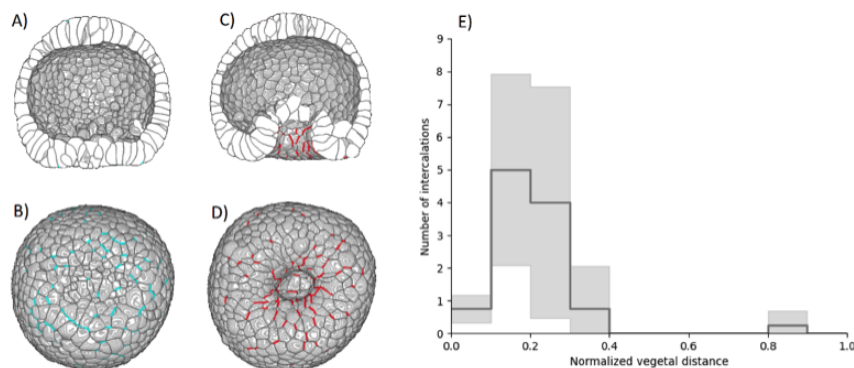 A)
C)
B)
D)
E)
Number of intercalations
9
8
7
6
5
4
3
2
1
0
0.0 0.2 0.4 0.6 0.8 1.0
Normalized vegetal distance